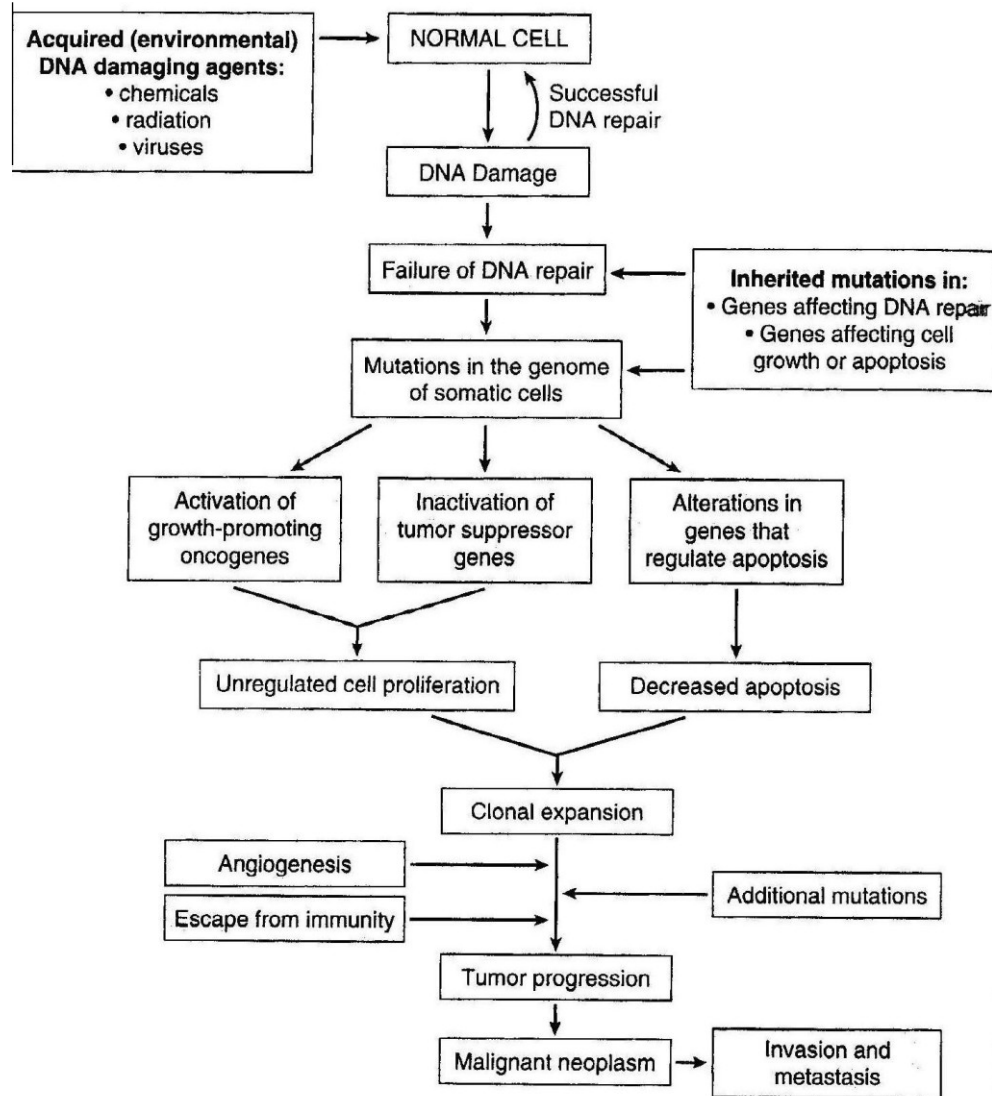 Acquired (environmental)
DNA damaging agents:
• chemicals
• radiation
• viruses
NORMAL CELL
Successful
DNA repair
DNA Damage
Failure of DNA repair
Inherited mutations in:
• Genes affecting DNA repair
• Genes affecting cell
growth or apoptosis
Mutations in the genome
of somatic cells
Activation of
growth-promoting
oncogenes
Inactivation of
tumor suppressor
genes
Alterations in
genes that
regulate apoptosis
Unregulated cell proliferation
Decreased apoptosis
Clonal expansion
Angiogenesis
Additional mutations
Escape from immunity
Tumor progression
Malignant neoplasm
Invasion and
metastasis